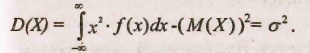 D(X) = ∫_{-∞}^{∞} x² · f(x)dx - (M(X))² = σ² .